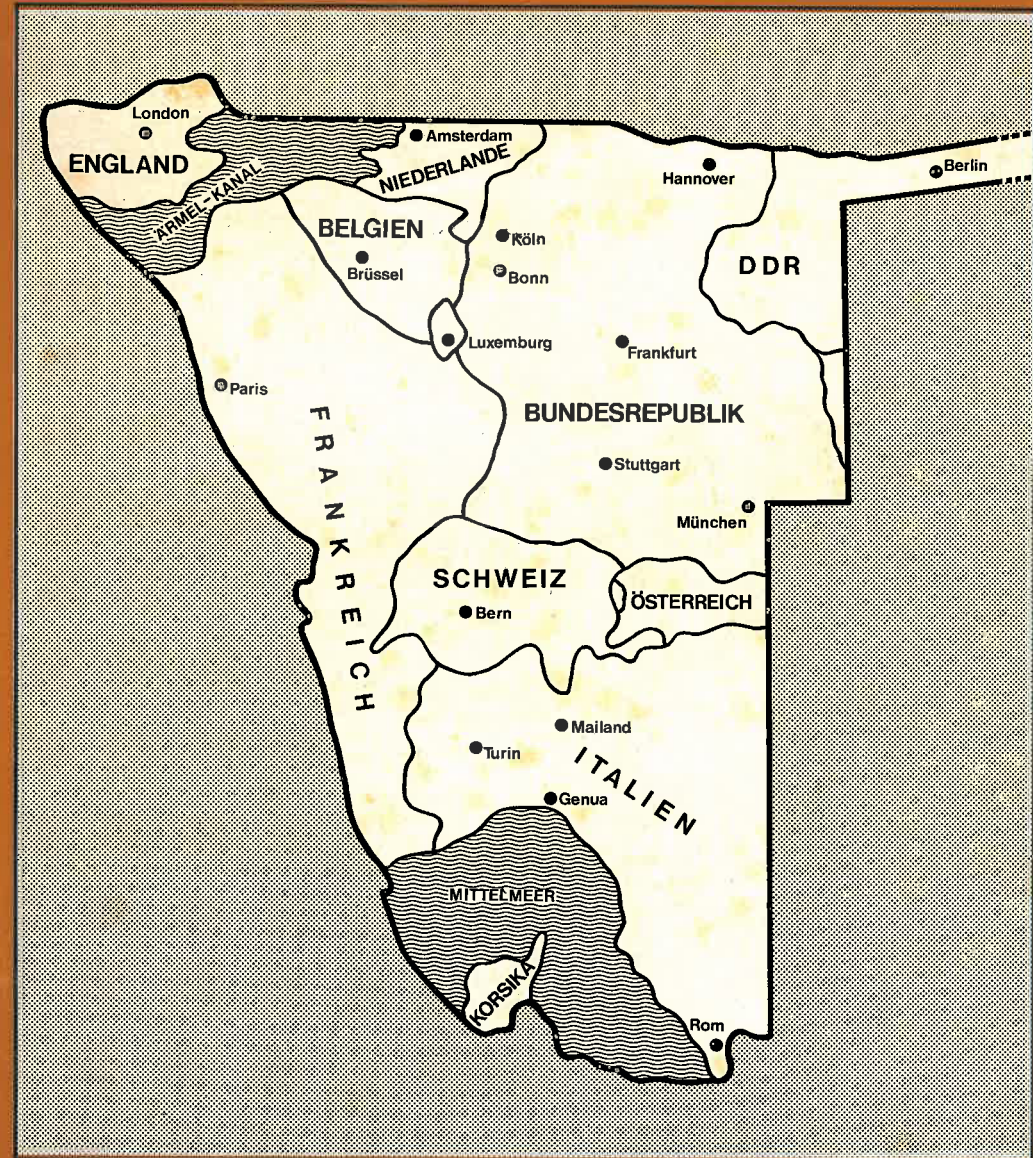 London
ENGLAND
ÄRMEL-KANAL
Amsterdam
NIEDERLANDE
Hannover
Berlin
BELGIEN
Brüssel
Köln
Bonn
DDR
Luxemburg
Frankfurt
Paris
FRANKREICH
BUNDESREPUBLIK
Stuttgart
München
SCHWEIZ
Bern
ÖSTERREICH
Mailand
Turin
ITALIEN
Genua
MITTELMEER
KORSIKA
Rom